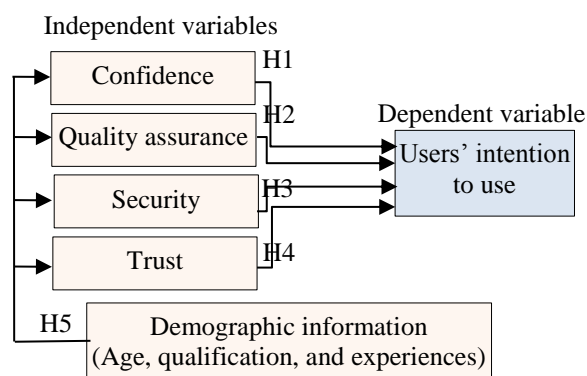 Independent variables
Confidence
H1
Quality assurance
H2
Security
H3
Trust
H4
Dependent variable
Users’ intention
to use
H5
Demographic information
(Age, qualification, and experiences)